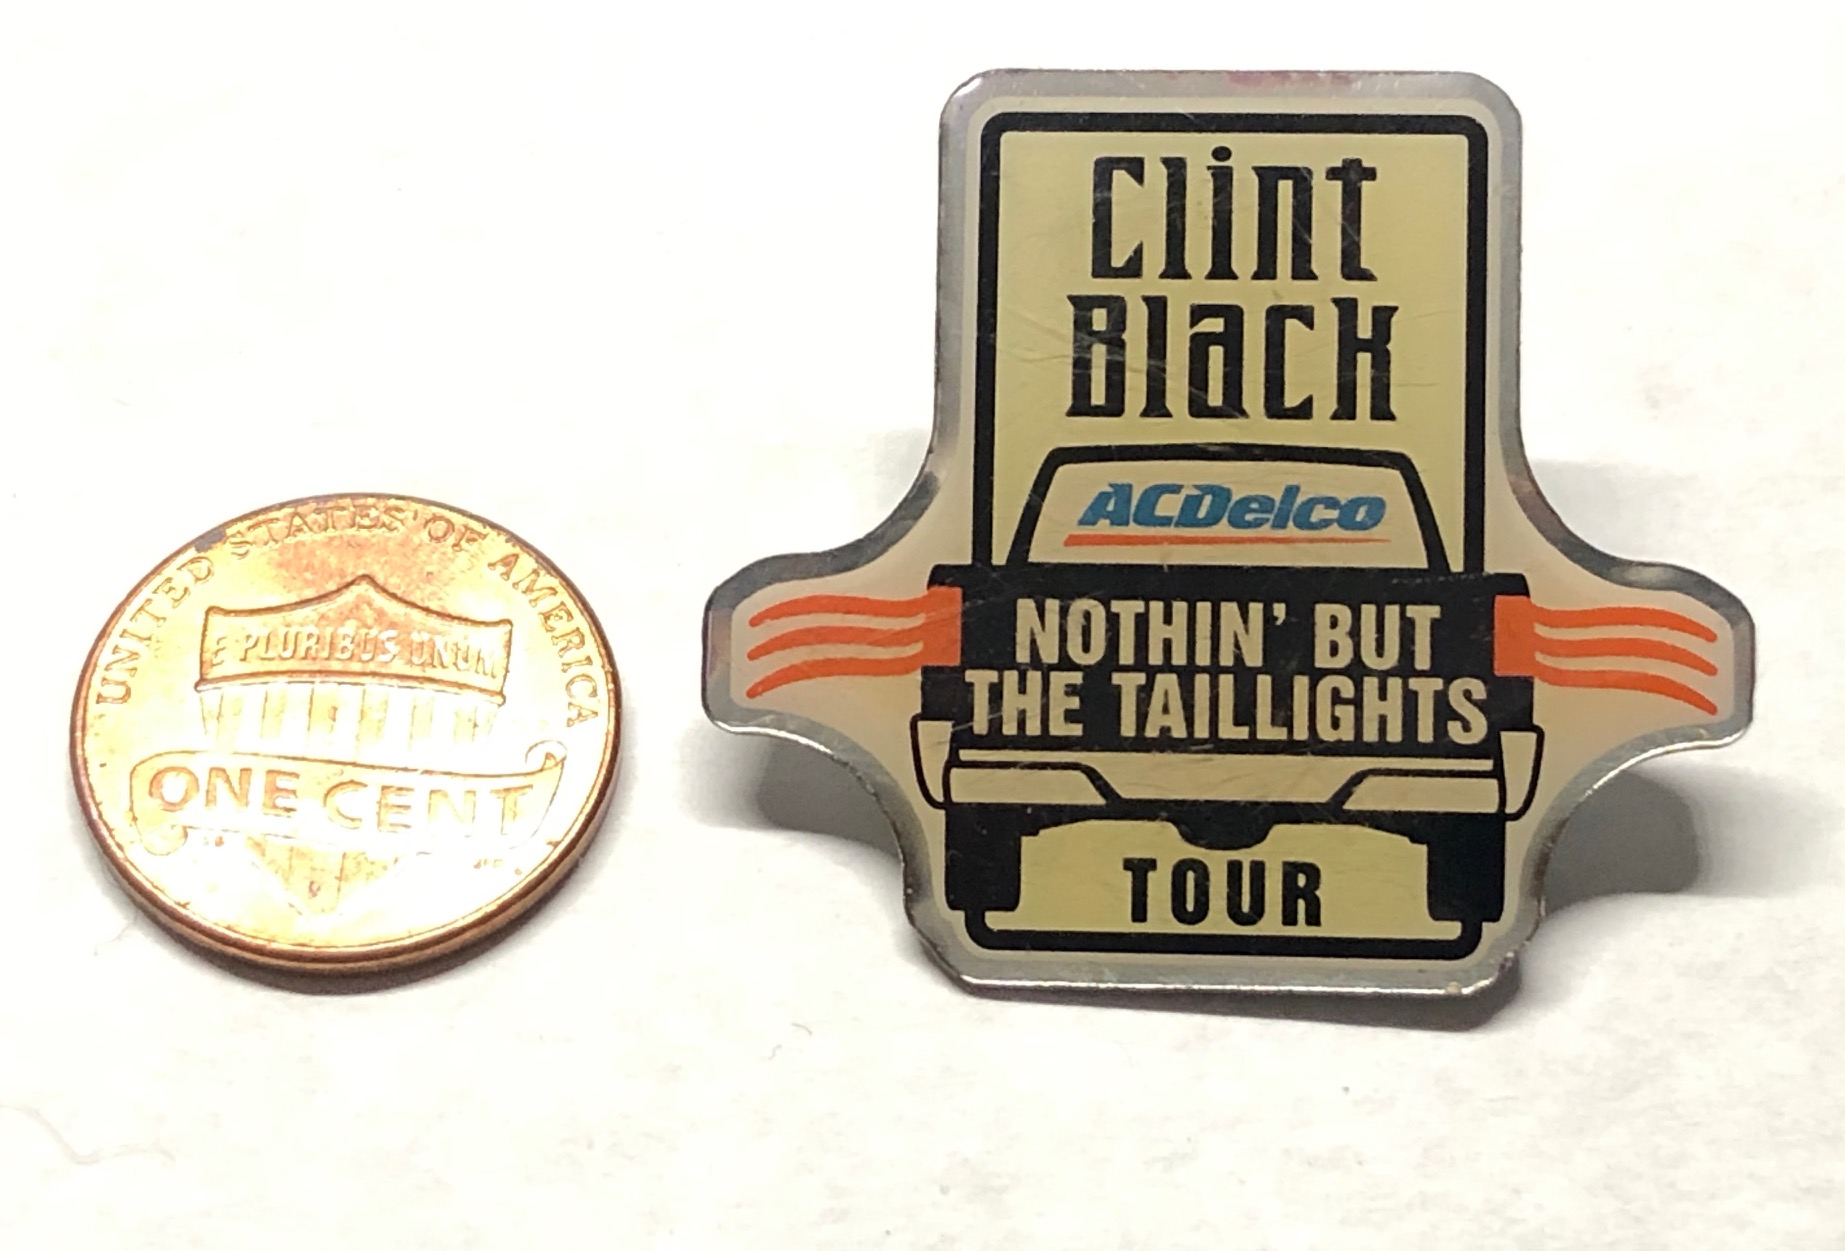 UNITED STATES OF AMERICA
E PLURIBUS UNUM
ONE CENT
Clint
Black
ACDelco
NOTHIN' BUT
THE TAILLIGHTS
TOUR